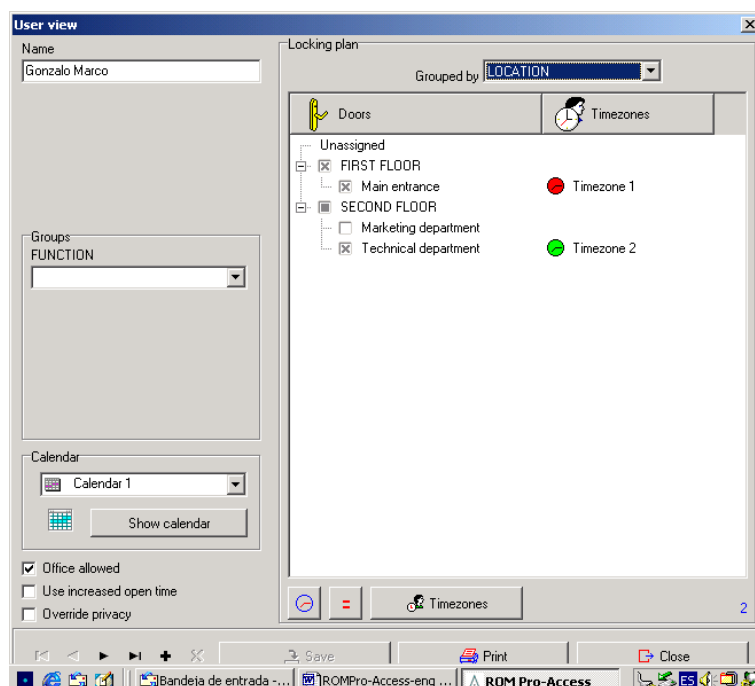 User view
Name
Gonzalo Marco
Locking plan
Grouped by LOCATION
Doors Timezones
Unassigned
FIRST FLOOR
Main entrance Timezone 1
SECOND FLOOR
Marketing department
Technical department Timezone 2
Groups
FUNCTION
Calendar
Calendar 1
Show calendar
Office allowed
Use increased open time
Override privacy
= Timezones
2
Save Print Close
Bandeja de entrada -... ROMPro-Access-eng ... ROM Pro-Access ES